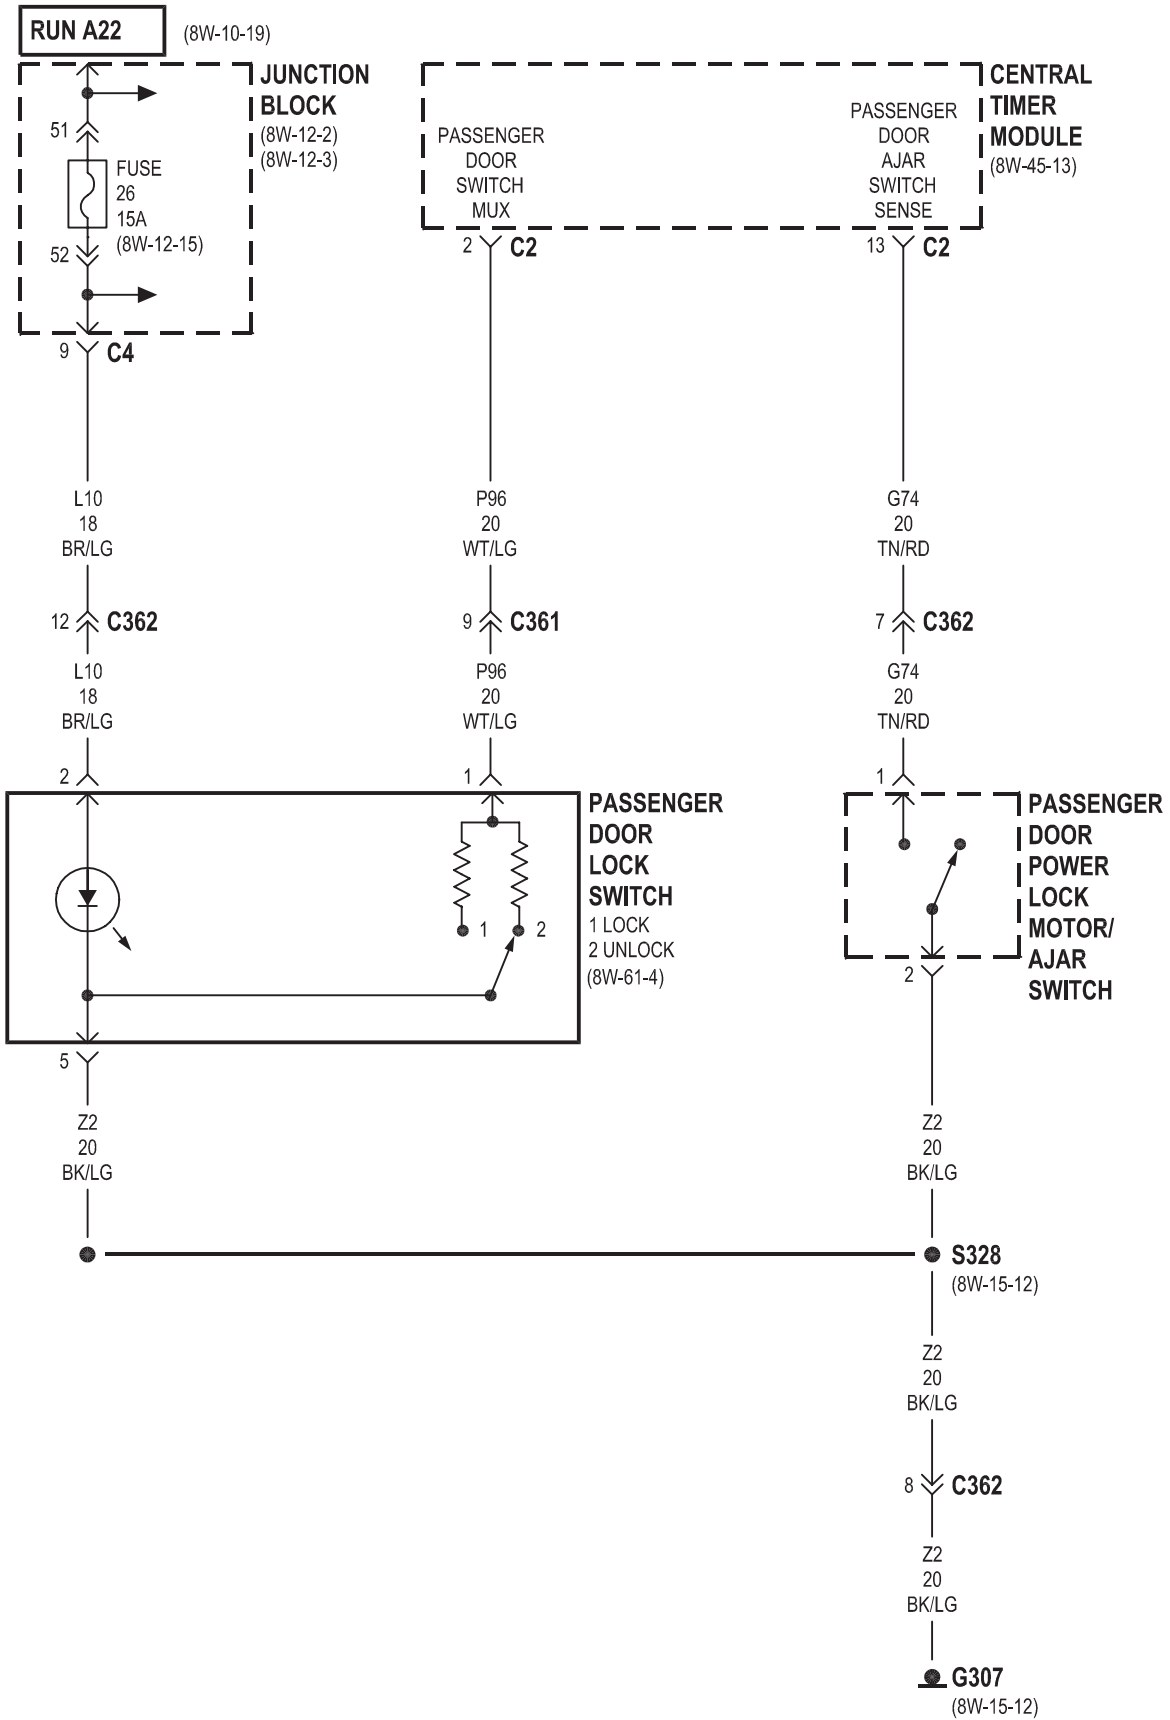 RUN A22
(8W-10-19)
JUNCTION
BLOCK
(8W-12-2)
(8W-12-3)
51
FUSE
26
15A
(8W-12-15)
52
9
C4
PASSENGER
DOOR
SWITCH
MUX
PASSENGER
DOOR
AJAR
SWITCH
SENSE
CENTRAL
TIMER
MODULE
(8W-45-13)
2
C2
13
C2
L10
18
BR/LG
P96
20
WT/LG
G74
20
TN/RD
12
C362
9
C361
7
C362
L10
18
BR/LG
P96
20
WT/LG
G74
20
TN/RD
2
1
1
1
2
PASSENGER
DOOR
LOCK
SWITCH
1 LOCK
2 UNLOCK
(8W-61-4)
PASSENGER
DOOR
POWER
LOCK
MOTOR/
AJAR
SWITCH
5
2
Z2
20
BK/LG
Z2
20
BK/LG
S328
(8W-15-12)
Z2
20
BK/LG
8
C362
Z2
20
BK/LG
G307
(8W-15-12)